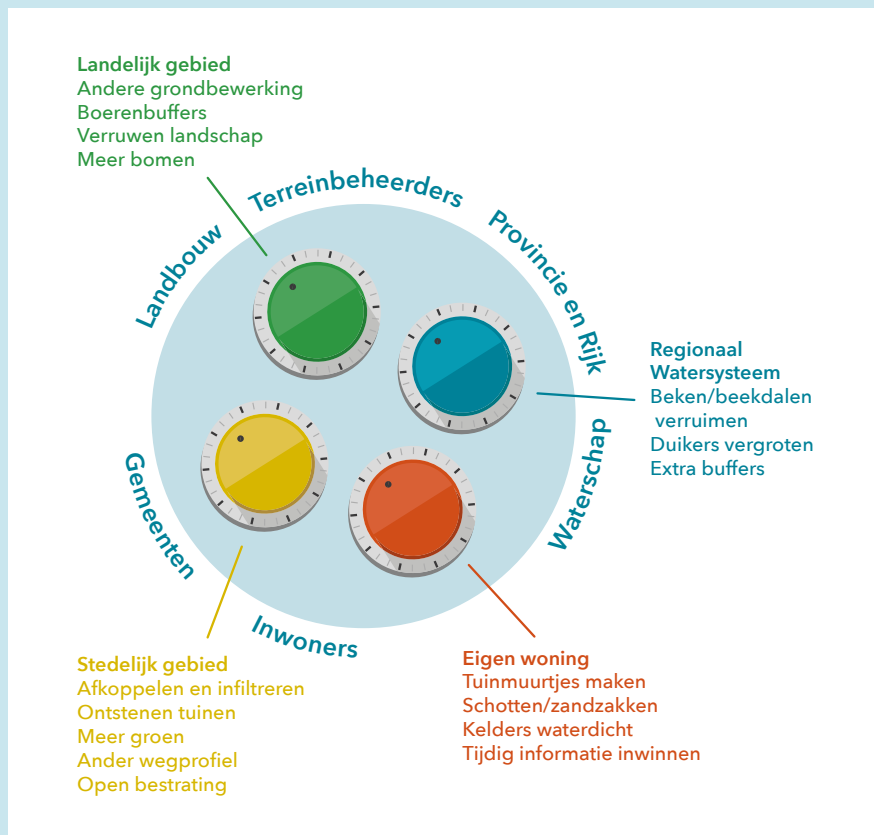 Landelijk gebied
Andere grondbewerking
Boerenbuffers
Verruwen landschap
Meer bomen
Terreinbeheerders
Provincie en Rijk
Landbouw
Regionaal
Watersysteem
Beken/beekdalen
verruimen
Duikers vergroten
Extra buffers
Waterschap
Gemeenten
Inwoners
Stedelijk gebied
Afkoppelen en infiltreren
Ontstenen tuinen
Meer groen
Ander wegprofiel
Open bestrating
Eigen woning
Tuinmuurtjes maken
Schotten/zandzakken
Kelders waterdicht
Tijdig informatie inwinnen